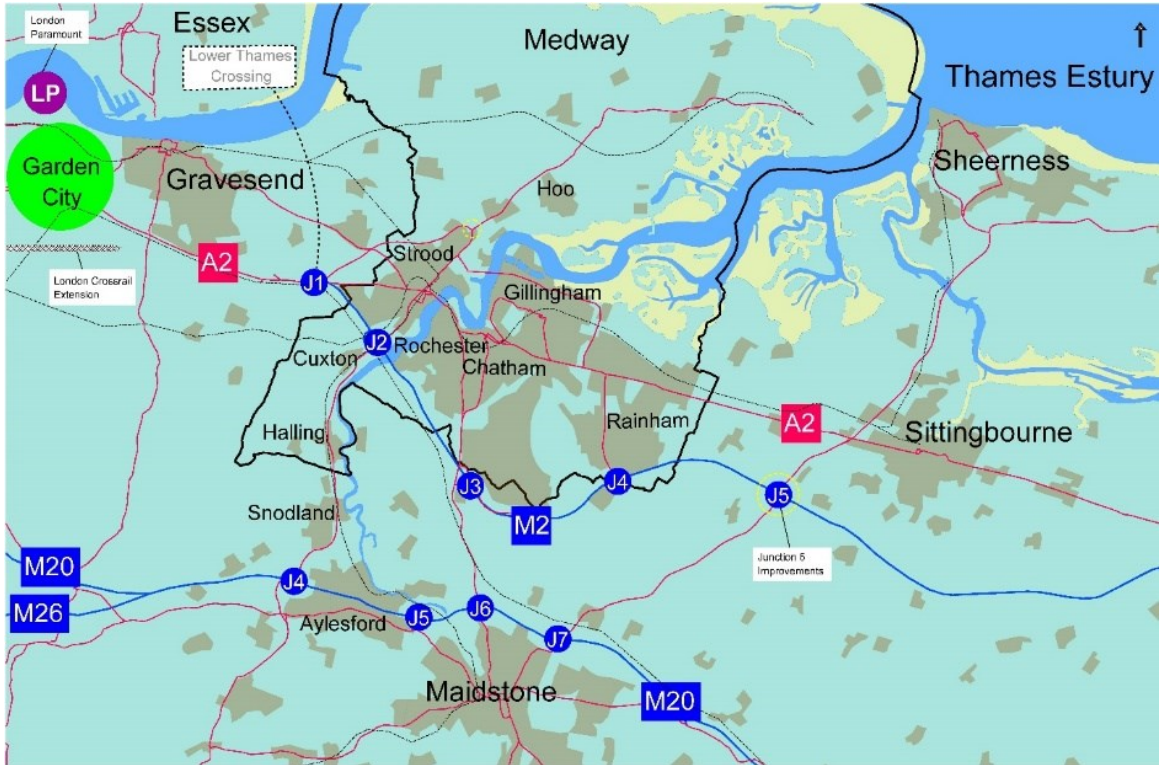 London
Paramount
Essex
Medway
Lower Thames
Crossing
Thames Estury
LP
Garden
City
Gravesend
Hoo
Sheerness
A2
Strood
London Crossrail
Extension
J1
Gillingham
J2
Rochester
Cuxton
Chatham
Halling
Rainham
A2
Sittingbourne
J3
J4
J5
Snodland
M2
Junction 5
Improvements
M20
J4
M26
J5
J6
Aylesford
J7
Maidstone
M20